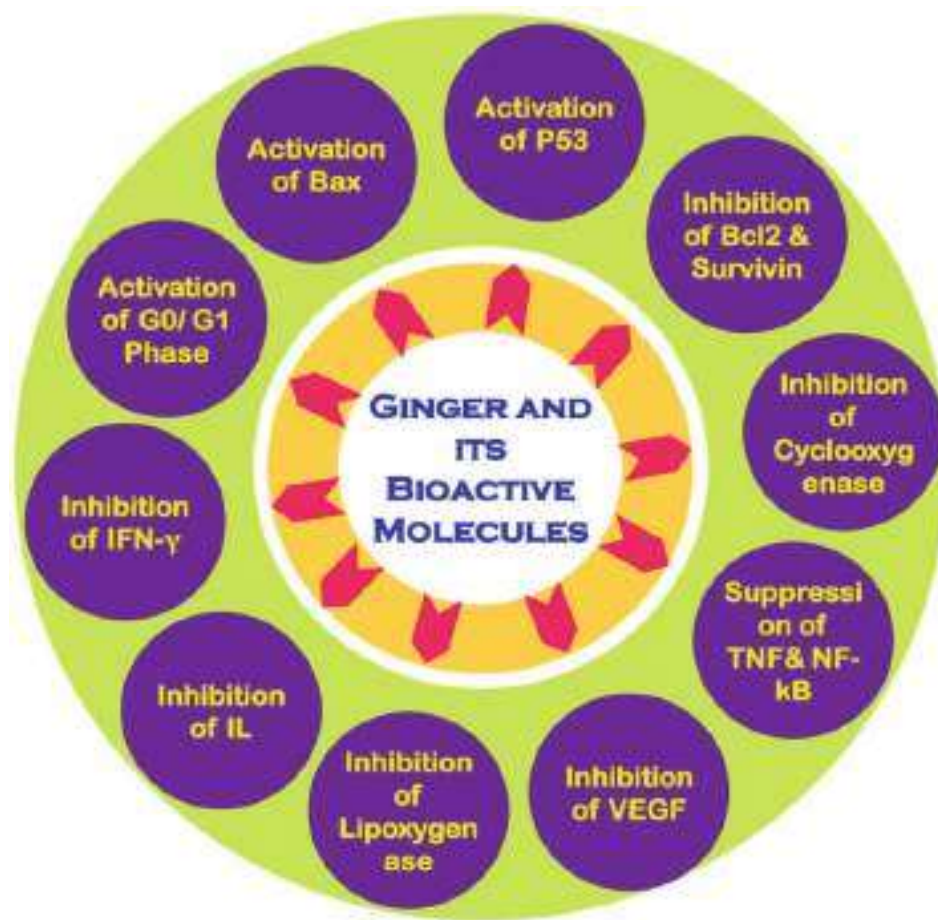 GINGER AND
ITS
BIOACTIVE
MOLECULES
Activation
of P53
Inhibition
of Bcl2 &
Survivin
Inhibition
of
Cyclooxyg
enase
Suppressi
on of
TNF& NF-
kB
Inhibition
of VEGF
Inhibition
of
Lipoxygen
ase
Inhibition
of IL
Inhibition
of IFN-γ
Activation
of G0/ G1
Phase
Activation
of Bax